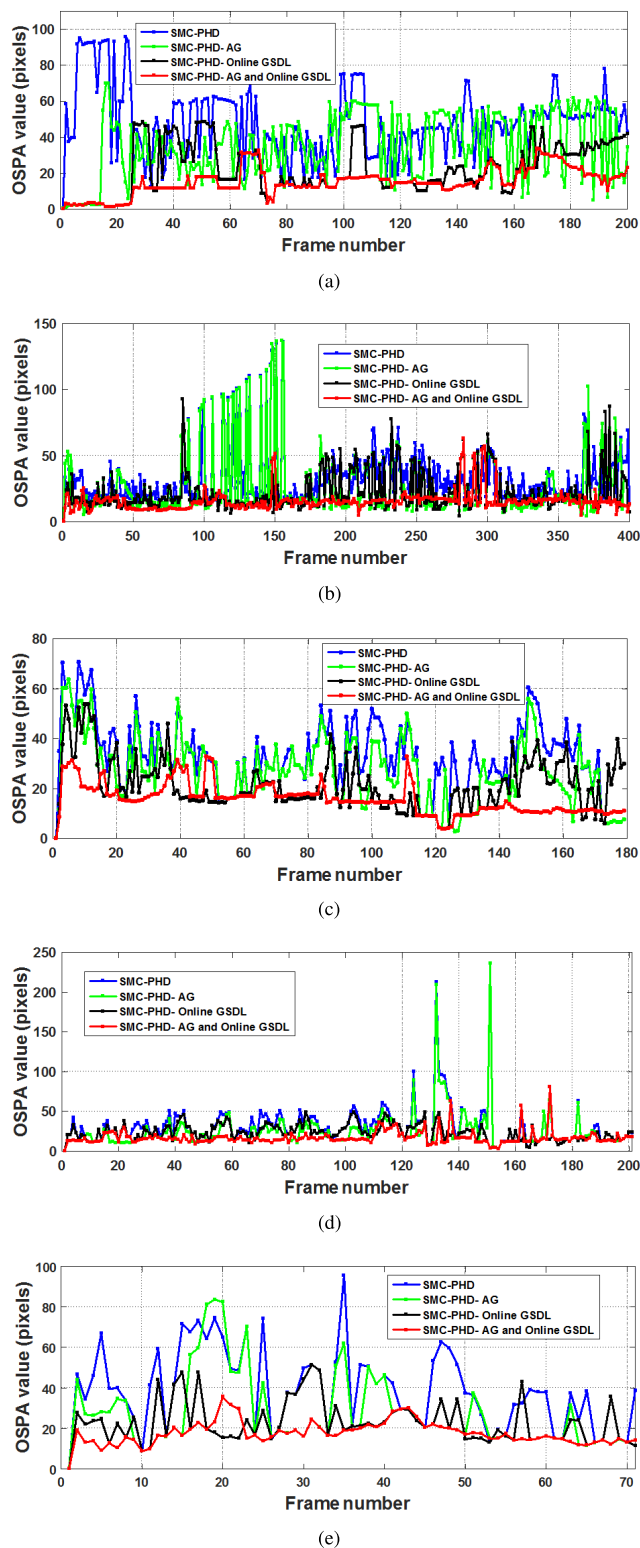 OSPA value (pixels)
100
80
60
40
20
0
SMC-PHD
SMC-PHD- AG
SMC-PHD- Online GSDL
SMC-PHD- AG and Online GSDL
0 20 40 60 80 100 120 140 160 180 200
Frame number
(a)
OSPA value (pixels)
150
100
50
0
SMC-PHD
SMC-PHD- AG
SMC-PHD- Online GSDL
SMC-PHD- AG and Online GSDL
0 50 100 150 200 250 300 350 400
Frame number
(b)
OSPA value (pixels)
80
60
40
20
0
SMC-PHD
SMC-PHD- AG
SMC-PHD- Online GSDL
SMC-PHD- AG and Online GSDL
0 20 40 60 80 100 120 140 160 180
Frame number
(c)
OSPA value (pixels)
250
200
150
100
50
0
SMC-PHD
SMC-PHD- AG
SMC-PHD- Online GSDL
SMC-PHD- AG and Online GSDL
0 20 40 60 80 100 120 140 160 180 200
Frame number
(d)
OSPA value (pixels)
100
80
60
40
20
0
SMC-PHD
SMC-PHD- AG
SMC-PHD- Online GSDL
SMC-PHD- AG and Online GSDL
0 10 20 30 40 50 60 70
Frame number
(e)